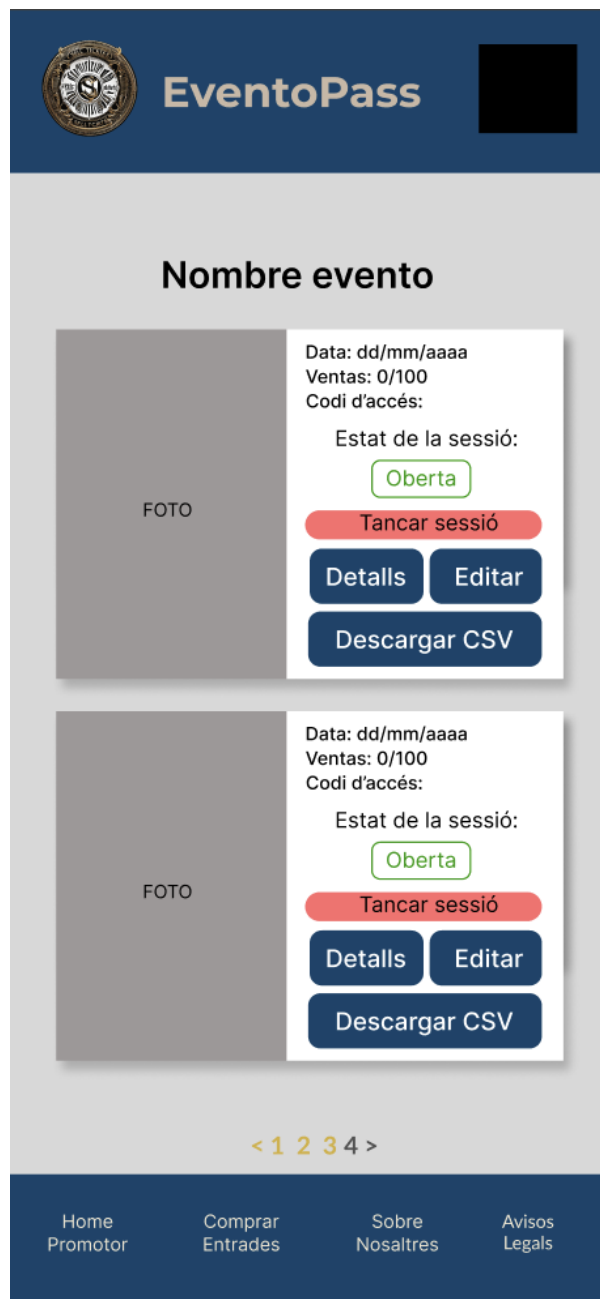 EventoPass
Nombre evento
FOTO
Data: dd/mm/aaaa
Ventas: 0/100
Codi d’accés:
Estat de la sessió:
Oberta
Tancar sessió
Detalls Editar
Descargar CSV
FOTO
Data: dd/mm/aaaa
Ventas: 0/100
Codi d’accés:
Estat de la sessió:
Oberta
Tancar sessió
Detalls Editar
Descargar CSV
< 1 2 3 4 >
Home
Promotor
Comprar
Entrades
Sobre
Nosaltres
Avisos
Legals